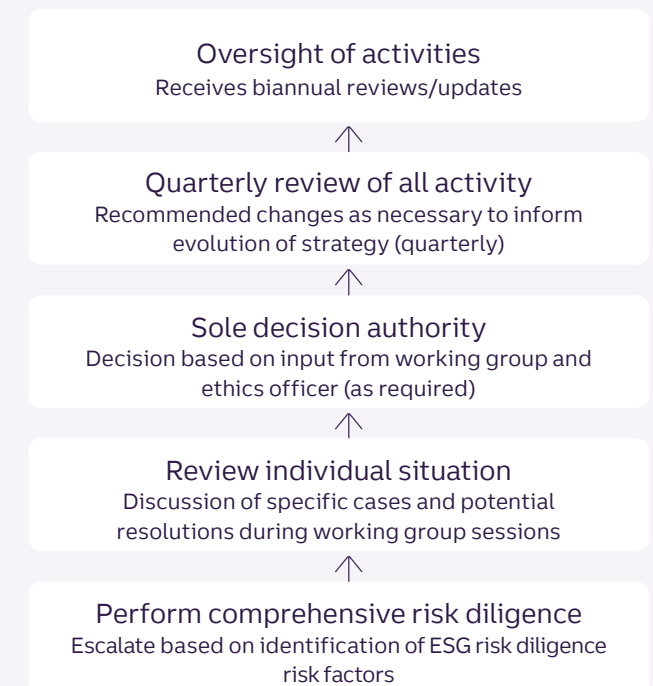 Oversight of activities
Receives biannual reviews/updates
Quarterly review of all activity
Recommended changes as necessary to inform
evolution of strategy (quarterly)
Sole decision authority
Decision based on input from working group and
ethics officer (as required)
Review individual situation
Discussion of specific cases and potential
resolutions during working group sessions
Perform comprehensive risk diligence
Escalate based on identification of ESG risk diligence
risk factors